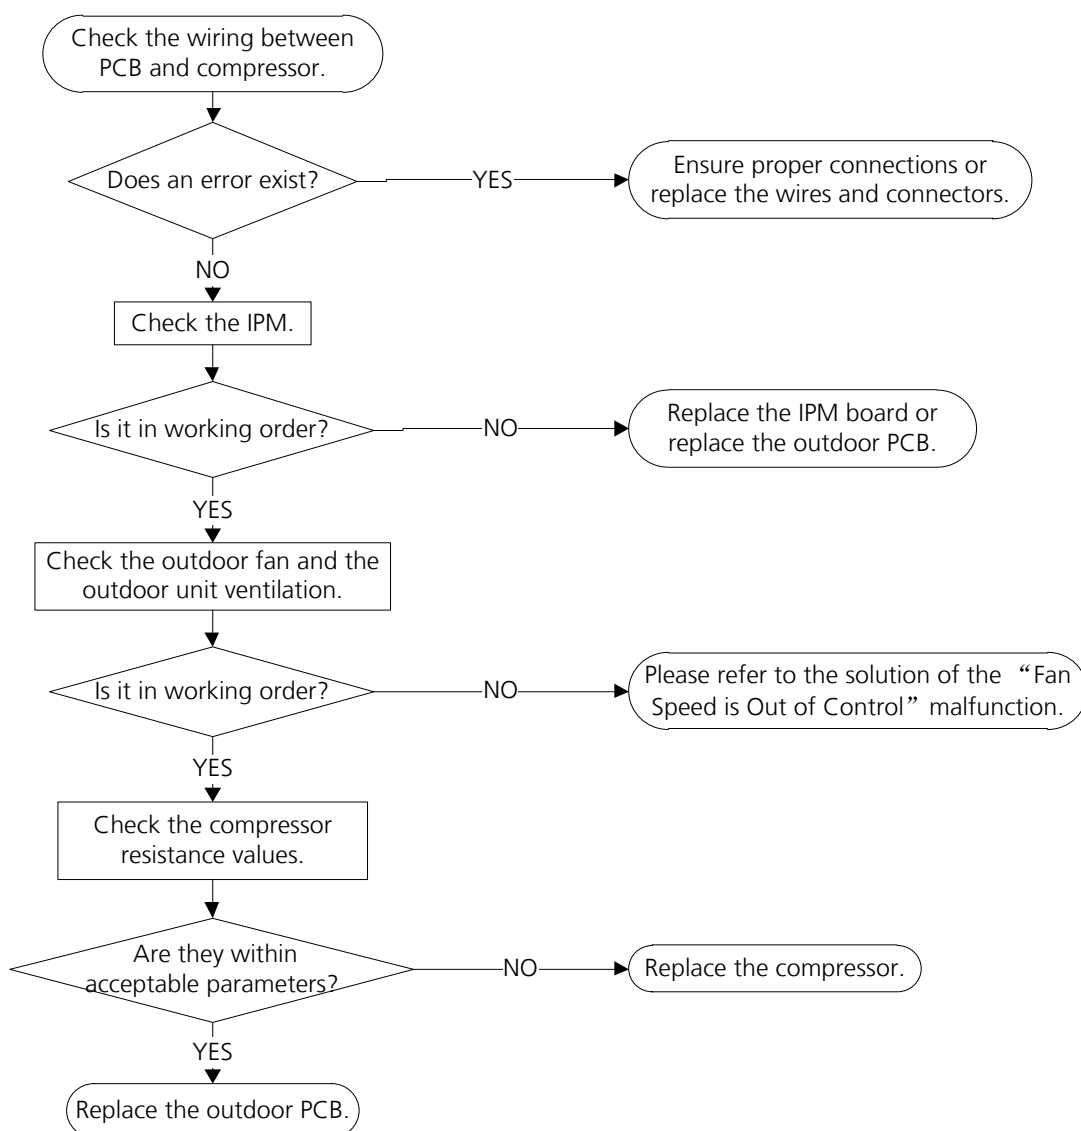 Check the wiring between
PCB and compressor.
Does an error exist?
YES
Ensure proper connections or
replace the wires and connectors.
NO
Check the IPM.
Is it in working order?
NO
Replace the IPM board or
replace the outdoor PCB.
YES
Check the outdoor fan and the
outdoor unit ventilation.
Is it in working order?
NO
Please refer to the solution of the “Fan
Speed is Out of Control” malfunction.
YES
Check the compressor
resistance values.
Are they within
acceptable parameters?
NO
Replace the compressor.
YES
Replace the outdoor PCB.